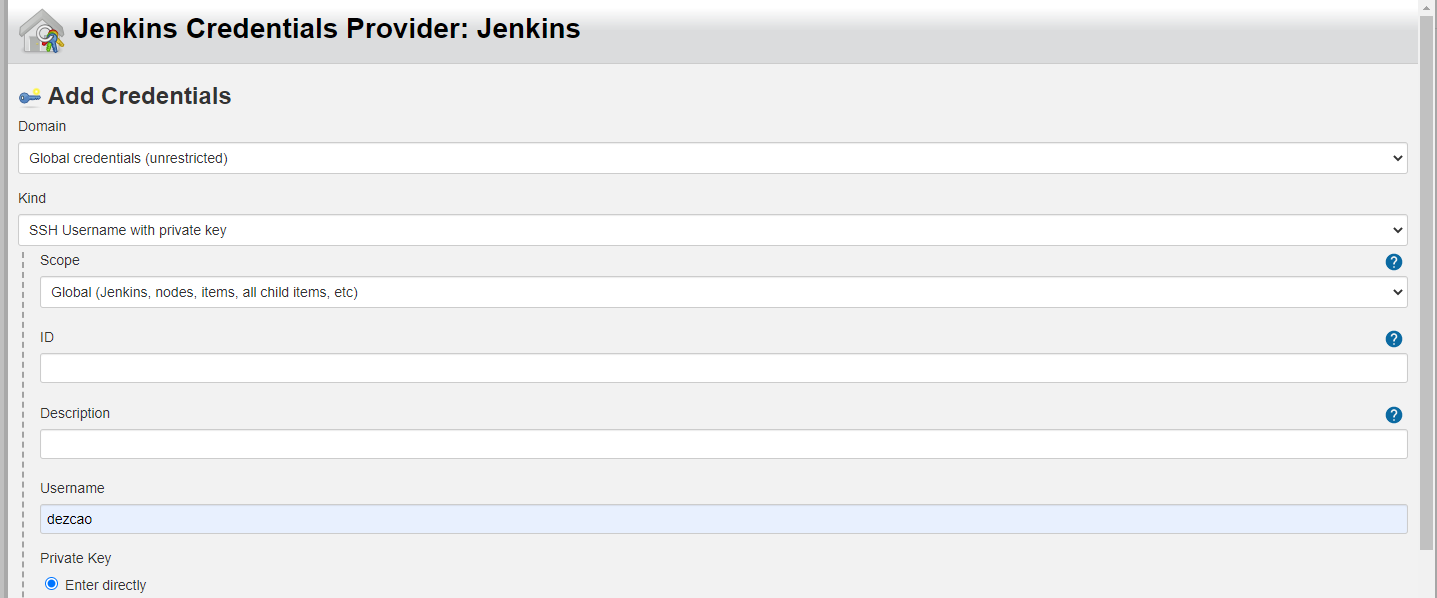 Jenkins Credentials Provider: Jenkins
Add Credentials
Domain
Global credentials (unrestricted)
Kind
SSH Username with private key
Scope
?
Global (Jenkins, nodes, items, all child items, etc)
ID
?
Description
?
Username
dezcao
Private Key
Enter directly